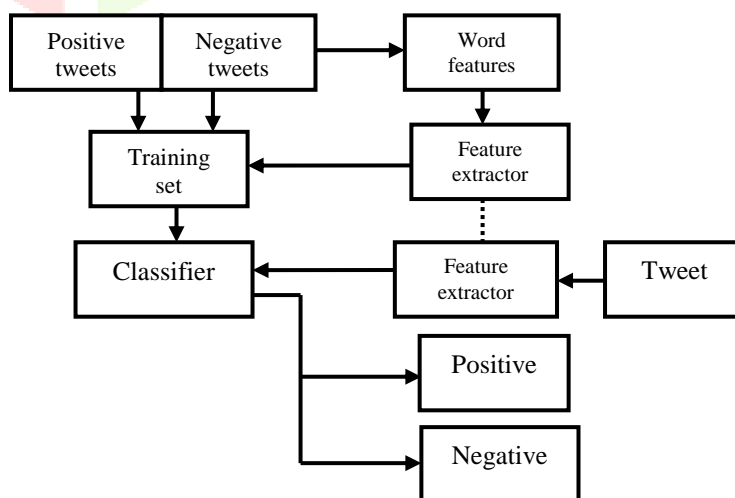 Positive
tweets
Negative
tweets
Word
features
Training
set
Feature
extractor
Classifier
Feature
extractor
Tweet
Positive
Negative